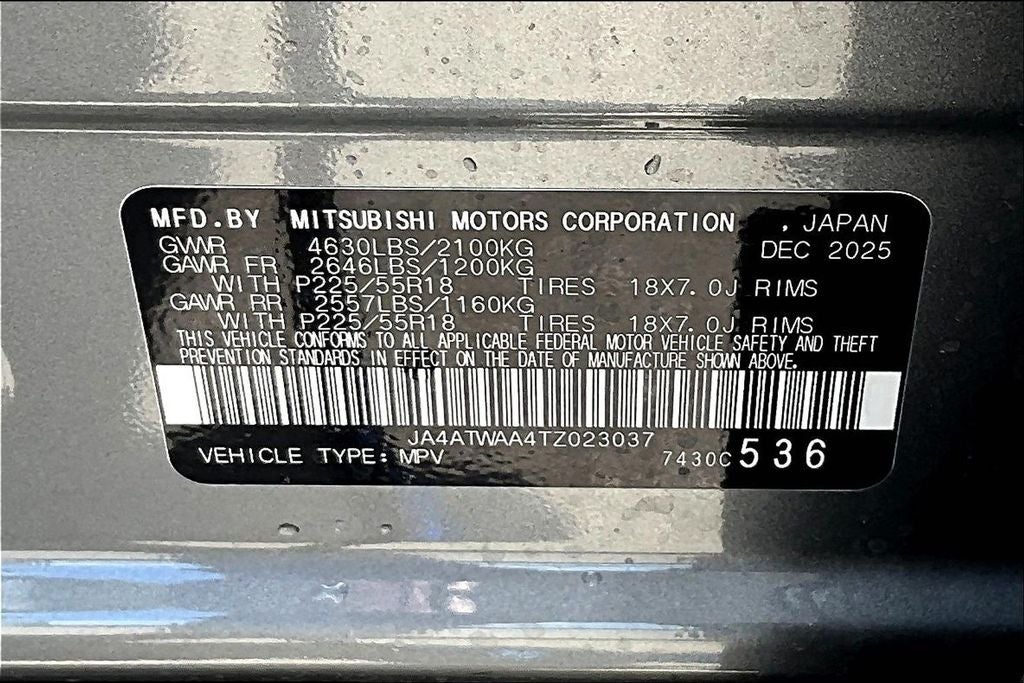 MFD.BY MITSUBISHI MOTORS CORPORATION , JAPAN
GVWR 4630LBS/2100KG DEC 2025
GAWR FR 2646LBS/1200KG
WITH P225/55R18 TIRES 18X7.0J RIMS
GAWR RR 2557LBS/1160KG
WITH P225/55R18 TIRES 18X7.0J RIMS
THIS VEHICLE CONFORMS TO ALL APPLICABLE FEDERAL MOTOR VEHICLE SAFETY AND THEFT
PREVENTION STANDARDS IN EFFECT ON THE DATE OF MANUFACTURE SHOWN ABOVE.
JA4ATWAA4TZ023037
VEHICLE TYPE: MPV 7430C 536